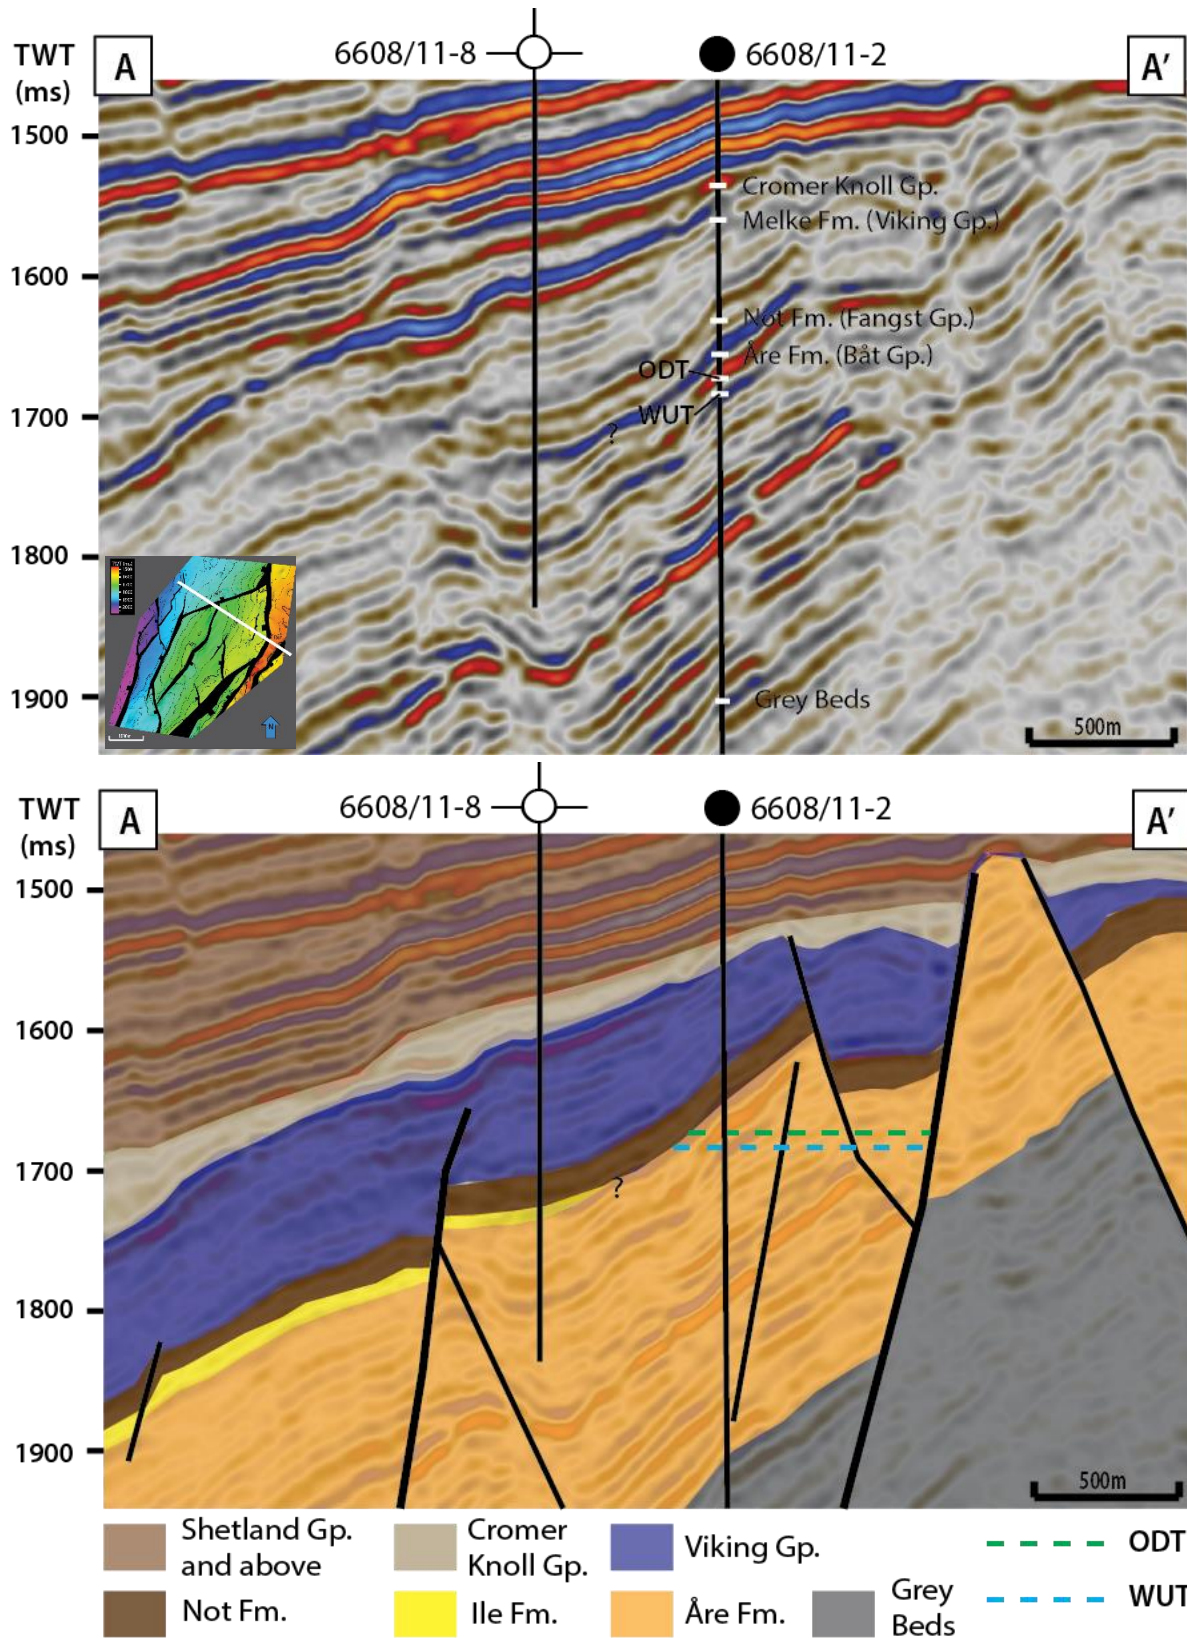 TWT
(ms)
A
6608/11-8
6608/11-2
A'
1500
1600
1700
1800
1900
Cromer Knoll Gp.
Melke Fm. (Viking Gp.)
Not Fm. (Fangst Gp.)
Åre Fm. (Båt Gp.)
ODT
WUT
?
Grey Beds
N
500m
TWT
(ms)
A
6608/11-8
6608/11-2
A'
1500
1600
1700
1800
1900
?
500m
Shetland Gp.
and above
Cromer
Knoll Gp.
Viking Gp.
ODT
Not Fm.
Ile Fm.
Åre Fm.
Grey
Beds
WUT